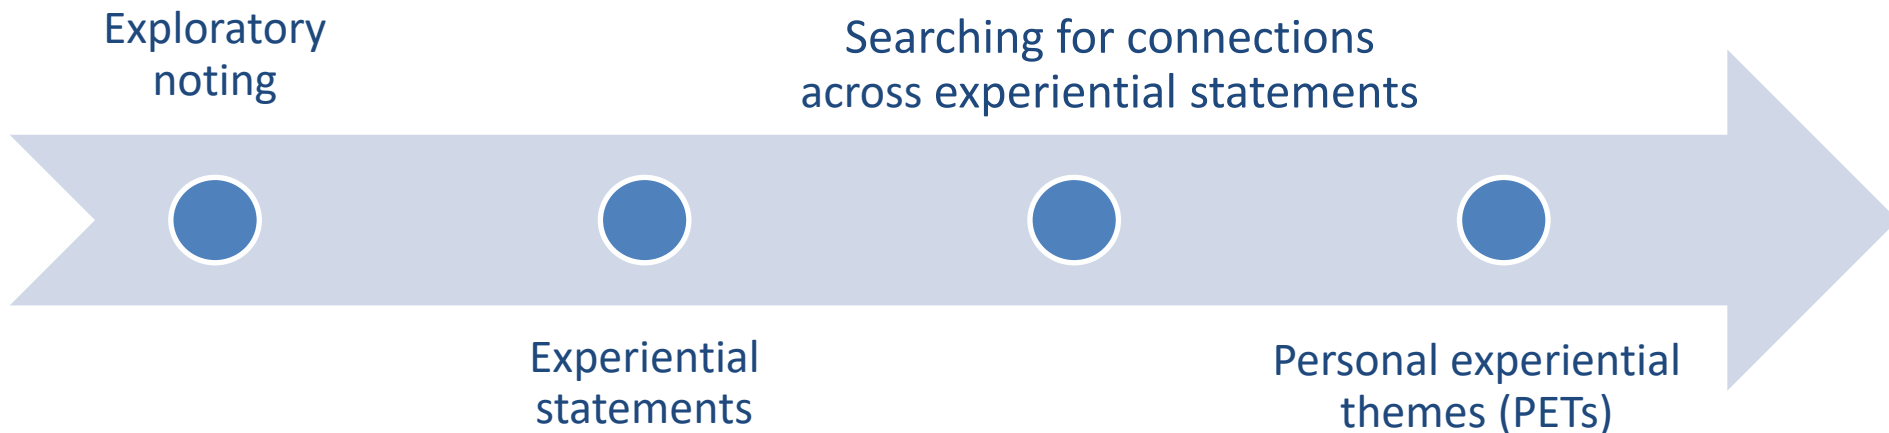 Exploratory
noting
Experiential
statements
Searching for connections
across experiential statements
Personal experiential
themes (PETs)